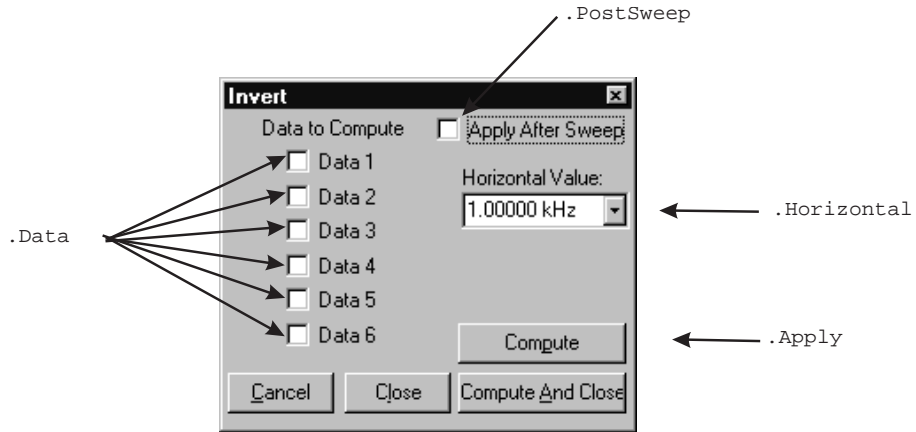 .PostSweep
Invert
Data to Compute
Apply After Sweep
Data 1
Data 2
Data 3
Data 4
Data 5
Data 6
Horizontal Value:
1.00000 kHz
.Horizontal
.Data
Compute
.Apply
Cancel
Close
Compute And Close